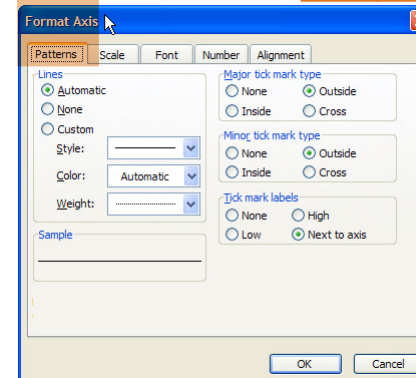 Format Axis
Patterns Scale Font Number Alignment
Lines
Automatic
None
Custom
Style:
Color: Automatic
Weight:
Sample
Major tick mark type
None Outside
Inside Cross
Minor tick mark type
None Outside
Inside Cross
Tick mark labels
None High
Low Next to axis
OK Cancel